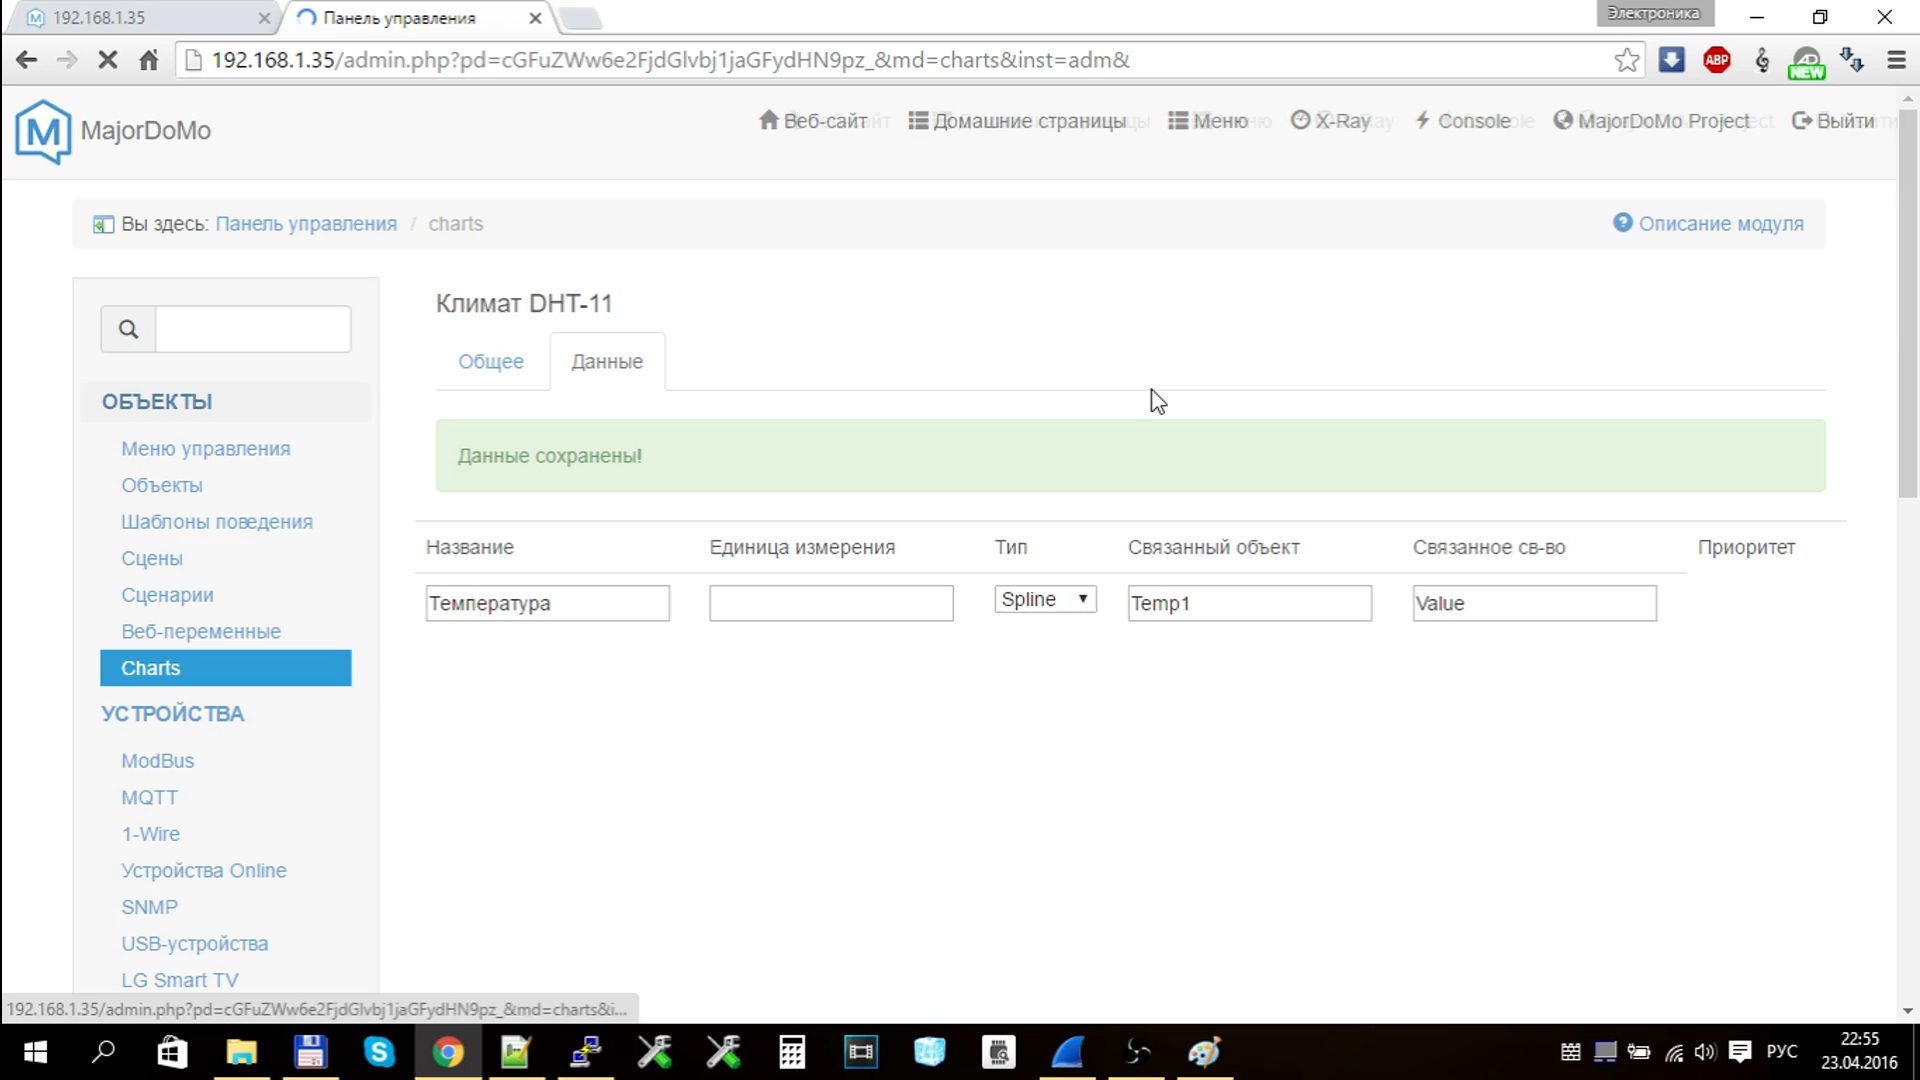 192.168.1.35
Панель управления
Электроника
192.168.1.35/admin.php?pd=cGFuZWw6e2FjdGlvbj1jaGFydHN9pz_&md=charts&inst=adm&
ABP
NEW
MajorDoMo
Веб-сайт
Домашние страницы
Меню
X-Ray
Console
MajorDoMo Project
Выйти
Вы здесь: Панель управления / charts
Описание модуля
Климат DHT-11
Общее
Данные
ОБЪЕКТЫ
Данные сохранены!
Меню управления
Объекты
Шаблоны поведения
Сцены
Сценарии
Веб-переменные
Charts
УСТРОЙСТВА
ModBus
MQTT
1-Wire
Устройства Online
SNMP
USB-устройства
LG Smart TV
Название
Единица измерения
Тип
Связанный объект
Связанное св-во
Приоритет
Температура
Spline
Temp1
Value
192.168.1.35/admin.php?pd=cGFuZWw6e2FjdGlvbj1jaGFydHN9pz_&md=charts&i...
РУС
22:55
23.04.2016